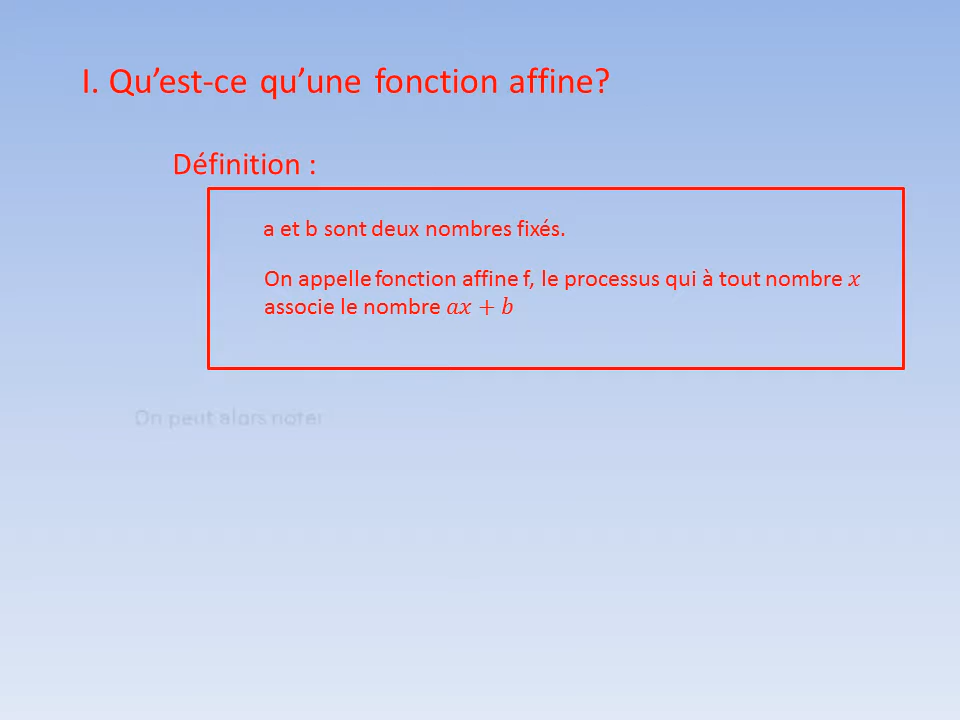 I. Qu’est-ce qu’une fonction affine?
Définition :
a et b sont deux nombres fixés.
On appelle fonction affine f, le processus qui à tout nombre 𝑥
associe le nombre 𝑎𝑥 + 𝑏
On peut alors noter